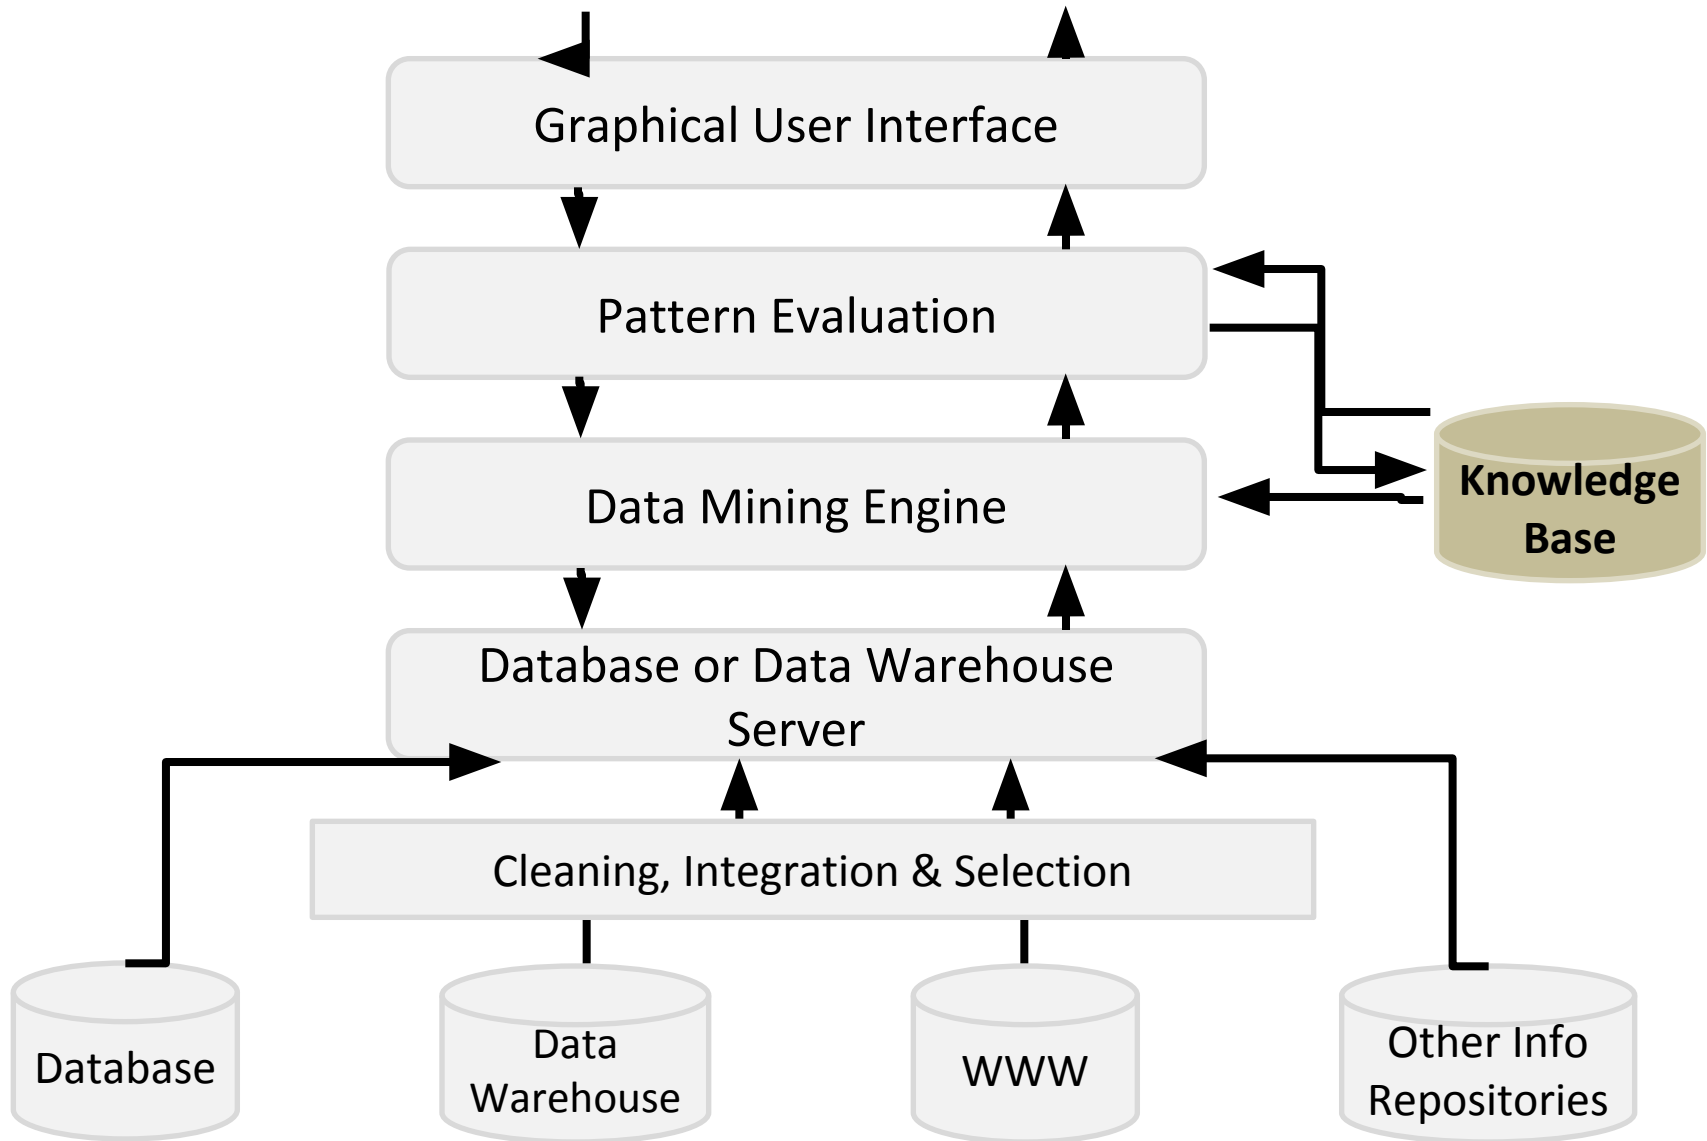 Graphical User Interface
Pattern Evaluation
Data Mining Engine
Knowledge
Base
Database or Data Warehouse
Server
Cleaning, Integration & Selection
Database
Data
Warehouse
WWW
Other Info
Repositories